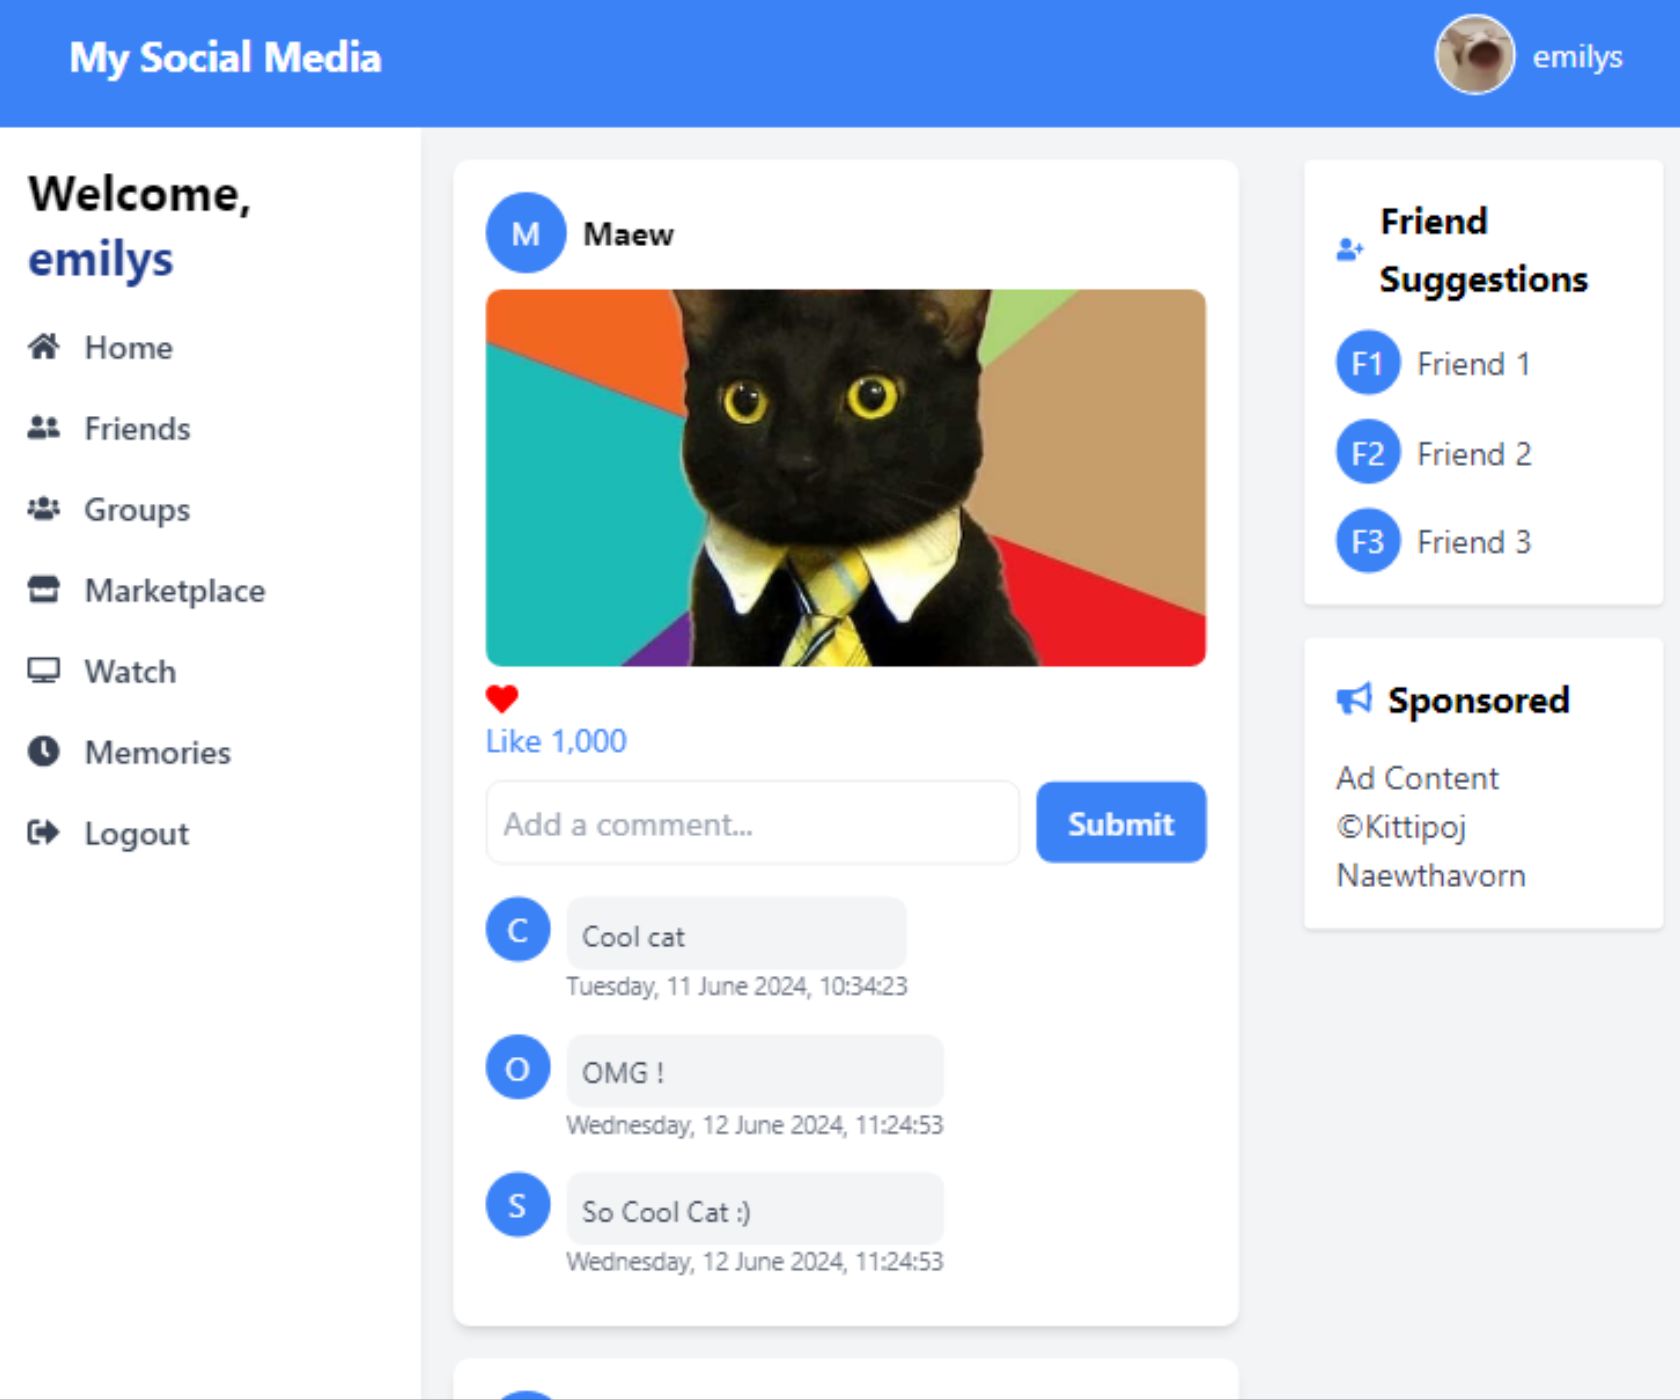 My Social Media
emilys
Welcome,
emilys
Home
Friends
Groups
Marketplace
Watch
Memories
Logout
M
Maew
Like 1,000
Add a comment...
Submit
C
Cool cat
Tuesday, 11 June 2024, 10:34:23
O
OMG !
Wednesday, 12 June 2024, 11:24:53
S
So Cool Cat :)
Wednesday, 12 June 2024, 11:24:53
Friend
Suggestions
F1 Friend 1
F2 Friend 2
F3 Friend 3
Sponsored
Ad Content
©Kittipoj
Naewthavorn